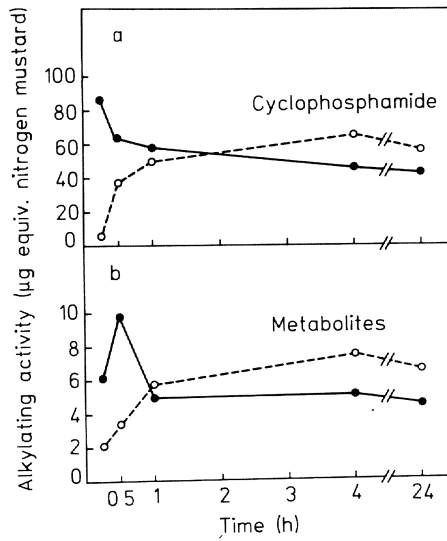 Alkylating activity (µg equiv. nitrogen mustard)
a
Cyclophosphamide
100
80
60
40
20
0
b
Metabolites
10
8
6
4
2
0
0 5 1 2 3 4 24
Time (h)